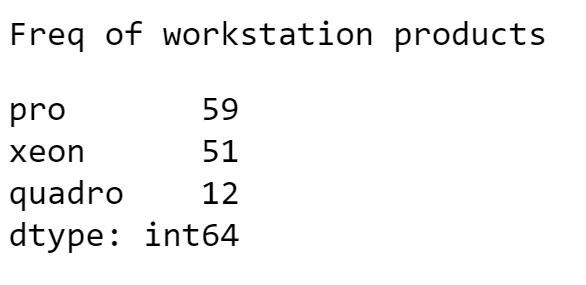 Freq of workstation products
pro 59
xeon 51
quadro 12
dtype: int64